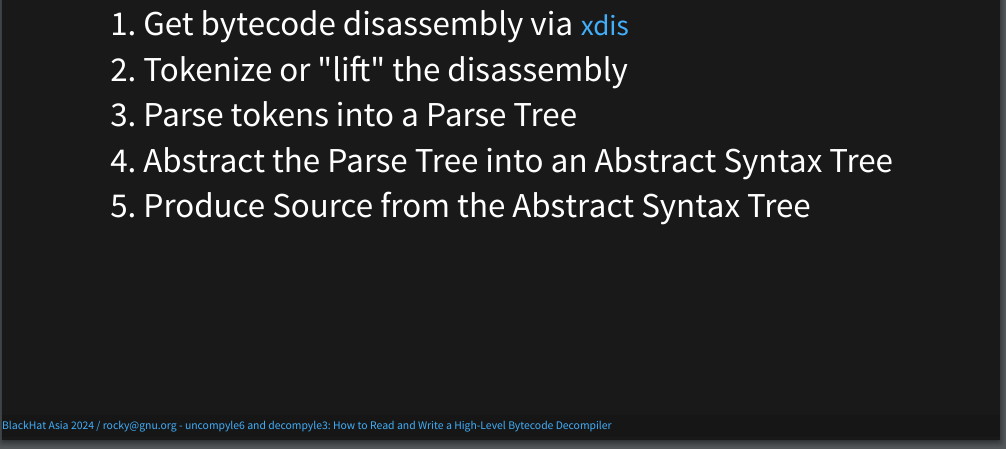 1. Get bytecode disassembly via xdis
2. Tokenize or "lift" the disassembly
3. Parse tokens into a Parse Tree
4. Abstract the Parse Tree into an Abstract Syntax Tree
5. Produce Source from the Abstract Syntax Tree
BlackHat Asia 2024 / rocky@gnu.org - uncompyle6 and decompyle3: How to Read and Write a High-Level Bytecode Decompiler